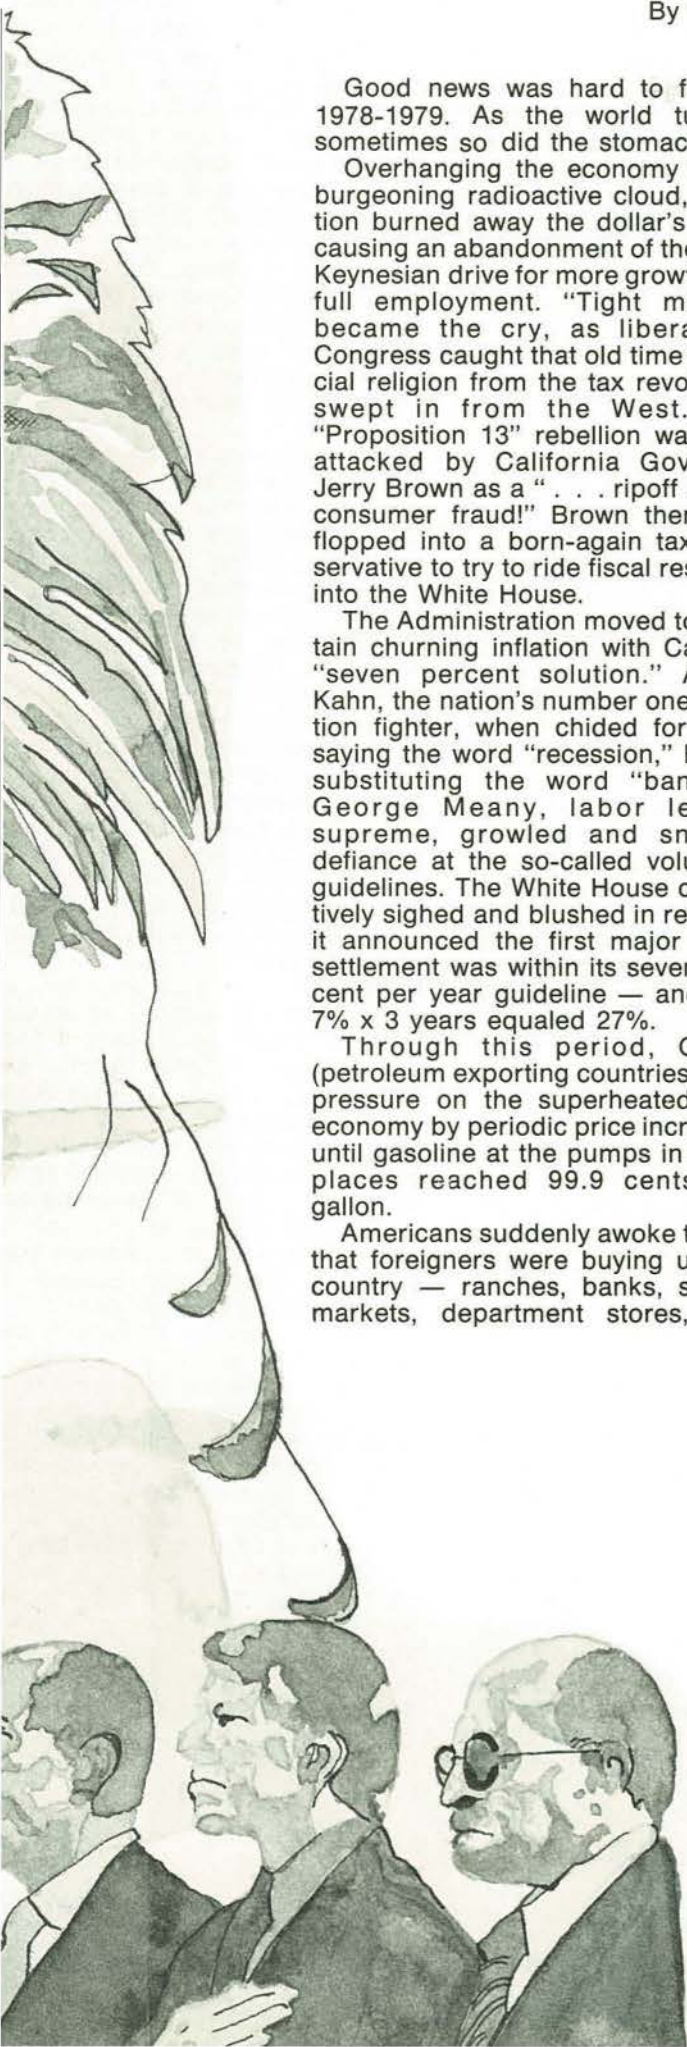 By
Good news was hard to f
1978-1979. As the world tu
sometimes so did the stomac
Overhanging the economy
burgeoning radioactive cloud,
tion burned away the dollar's
causing an abandonment of the
Keynesian drive for more grow
full employment. “Tight m
became the cry, as libera
Congress caught that old time
cial religion from the tax revo
swept in from the West.
“Proposition 13” rebellion wa
attacked by California Gov
Jerry Brown as a “ . . . ripoff
consumer fraud!” Brown then
flopped into a born-again tax
servative to try to ride fiscal res
into the White House.
The Administration moved to
tain churning inflation with Ca
“seven percent solution.” A
Kahn, the nation's number one
tion fighter, when chided for
saying the word “recession,” b
substituting the word “ban
George Meany, labor le
supreme, growled and sn
defiance at the so-called volu
guidelines. The White House c
tively sighed and blushed in re
it announced the first major
settlement was within its seven
cent per year guideline — and
7% x 3 years equaled 27%.
Through this period, O
(petroleum exporting countries
pressure on the superheated
economy by periodic price incr
until gasoline at the pumps in
places reached 99.9 cents
gallon.
Americans suddenly awoke t
that foreigners were buying u
country — ranches, banks, s
markets, department stores,